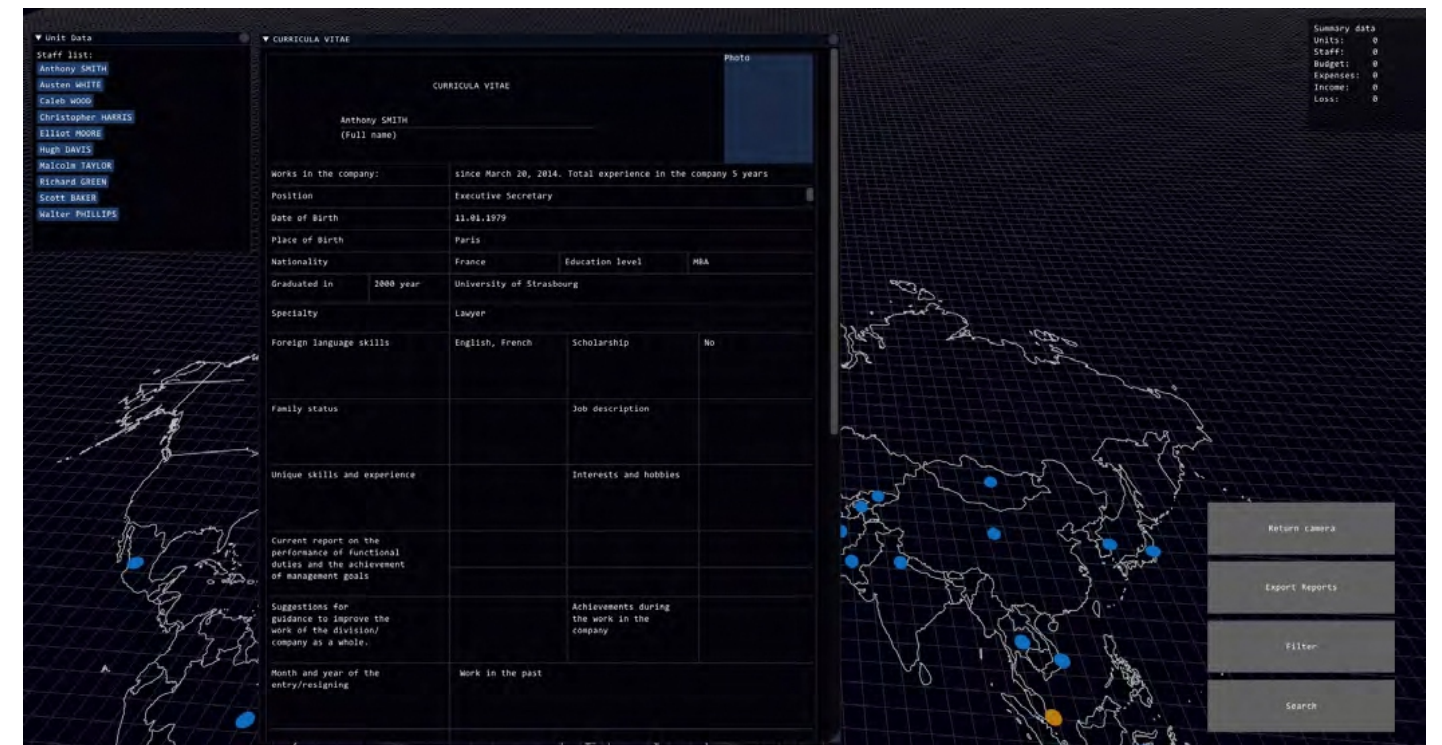 ▼ Unit Data
Staff list:
Anthony SMITH
Austen WHITE
Caleb WOOD
Christopher HARRIS
Elliot MOORE
Hugh DAVIS
Malcolm TAYLOR
Richard GREEN
Scott BAKER
Walter PHILLIPS
▼ CURRICULA VITAE
Photo
CURRICULA VITAE
Anthony SMITH
(Full name)
Works in the company: since March 20, 2014. Total experience in the company 5 years
Position Executive Secretary
Date of Birth 11.01.1979
Place of Birth Paris
Nationality France Education level MBA
Graduated in 2000 year University of Strasbourg
Specialty Lawyer
Foreign language skills English, French Scholarship No
Family status Job description
Unique skills and experience Interests and hobbies
Current report on the
performance of functional
duties and the achievement
of management goals
Suggestions for
guidance to improve the
work of the division/
company as a whole.
Achievements during
the work in the
company
Month and year of the
entry/resigning
Work in the past
Summary data
Units: 0
Staff: 0
Budget: 0
Expenses: 0
Income: 0
Loss: 0
Return camera
Export Reports
Filter
Search